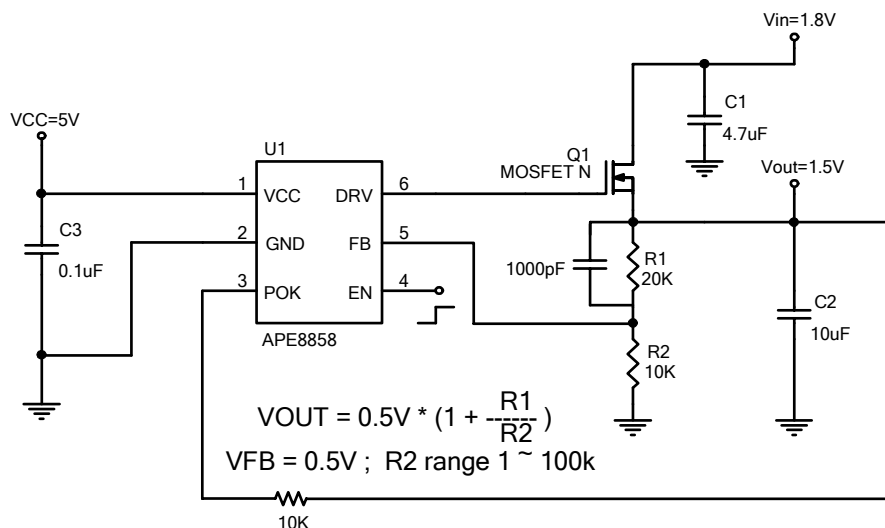 Vin=1.8V
VCC=5V
C1
4.7uF
U1
Q1
MOSFET N
Vout=1.5V
1
VCC
DRV
6
C3
0.1uF
2
GND
FB
5
1000pF
R1
20K
3
POK
EN
4
C2
10uF
APE8858
R2
10K
VOUT = 0.5V * (1 + R1 ------ R2 )
VFB = 0.5V ; R2 range 1 ~ 100k
10K